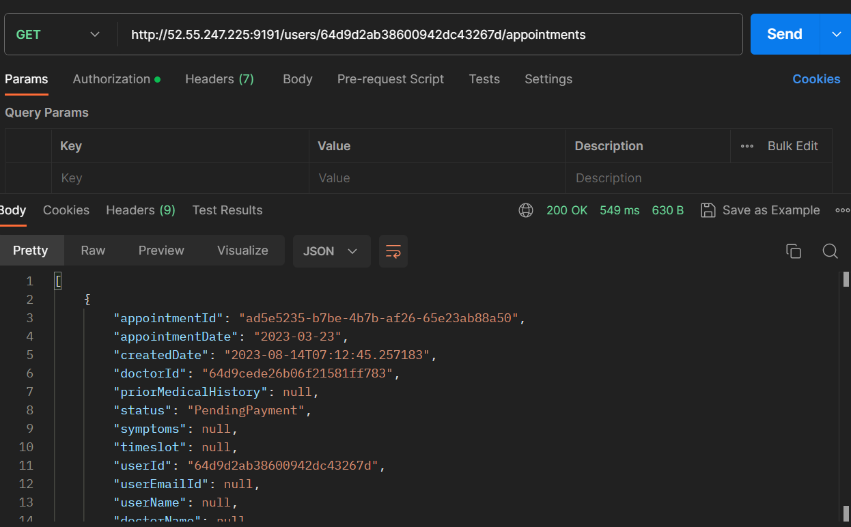 GET http://52.55.247.225:9191/users/64d9d2ab38600942dc43267d/appointments Send
Params Authorization Headers (7) Body Pre-request Script Tests Settings Cookies
Query Params
Key Value Description ••• Bulk Edit
Key Value Description
Body Cookies Headers (9) Test Results 200 OK 549 ms 630 B Save as Example
Pretty Raw Preview Visualize JSON
1 [
2 {
3 "appointmentId": "ad5e5235-b7be-4b7b-af26-65e23ab88a50",
4 "appointmentDate": "2023-03-23",
5 "createdDate": "2023-08-14T07:12:45.257183",
6 "doctorId": "64d9cede26b06f21581ff783",
7 "priorMedicalHistory": null,
8 "status": "PendingPayment",
9 "symptoms": null,
10 "timeslot": null,
11 "userId": "64d9d2ab38600942dc43267d",
12 "userEmailId": null,
13 "userName": null,
14 "doctorName": null